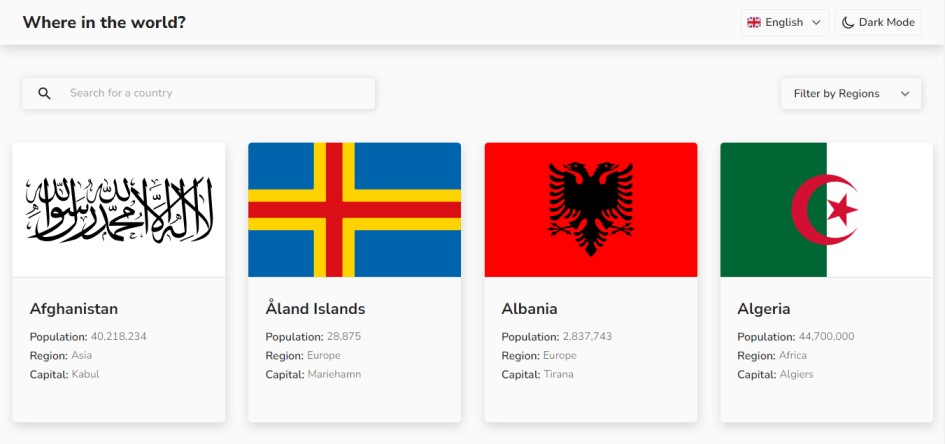 Where in the world?
English
Dark Mode
Search for a country
Filter by Regions
لا إله إلا الله محمد رسول الله
Afghanistan
Population: 40,218,234
Region: Asia
Capital: Kabul
Åland Islands
Population: 28,875
Region: Europe
Capital: Mariehamn
Albania
Population: 2,837,743
Region: Europe
Capital: Tirana
Algeria
Population: 44,700,000
Region: Africa
Capital: Algiers